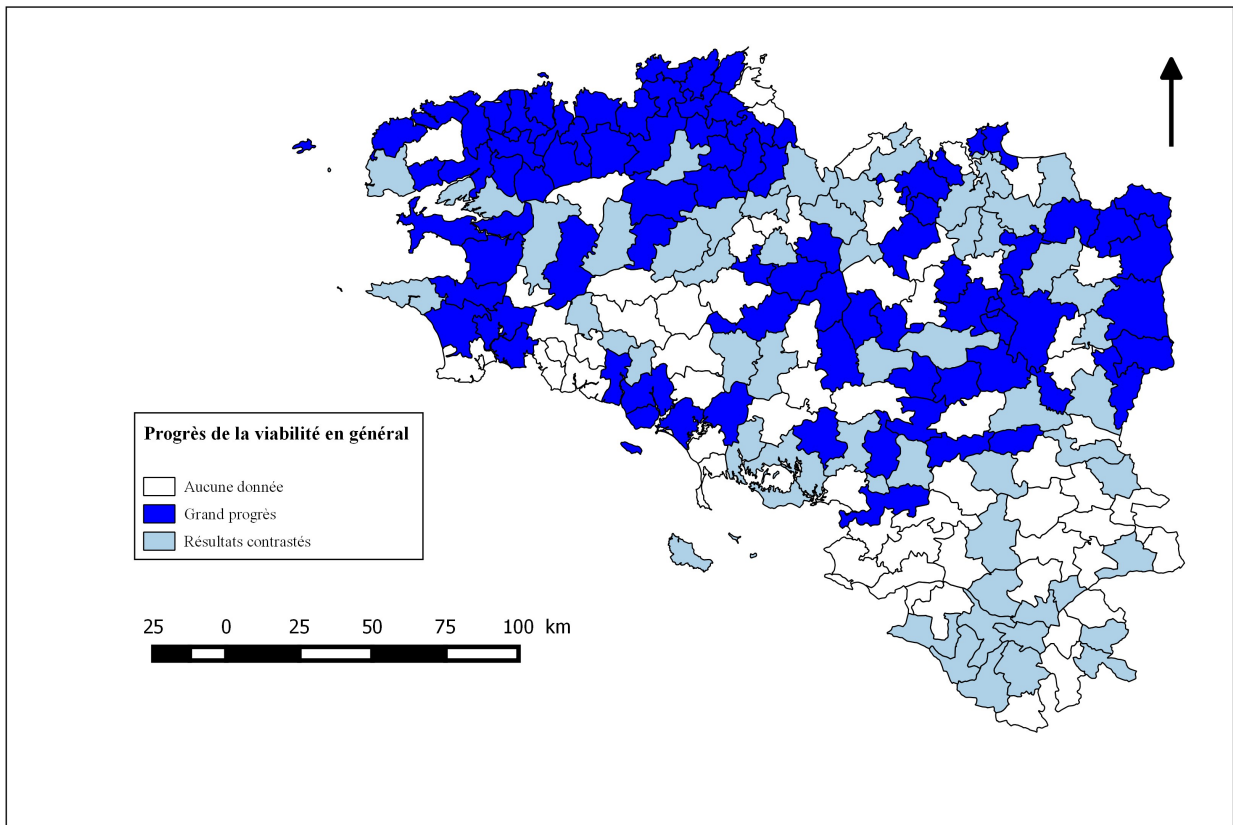 Progrès de la viabilité en général
Aucune donnée
Grand progrès
Résultats contrastés
25 0 25 50 75 100 km